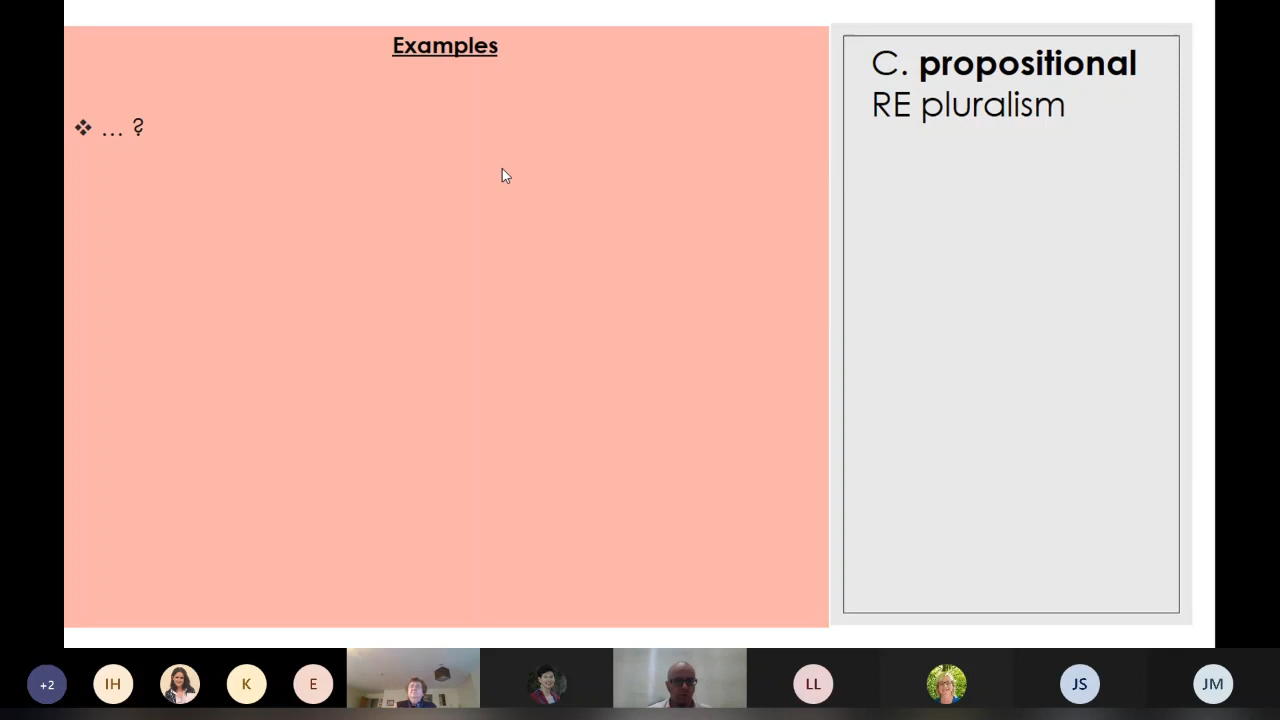 Examples
❖ ... ?
C. propositional
RE pluralism
+2
IH
K
E
LL
JS
JM